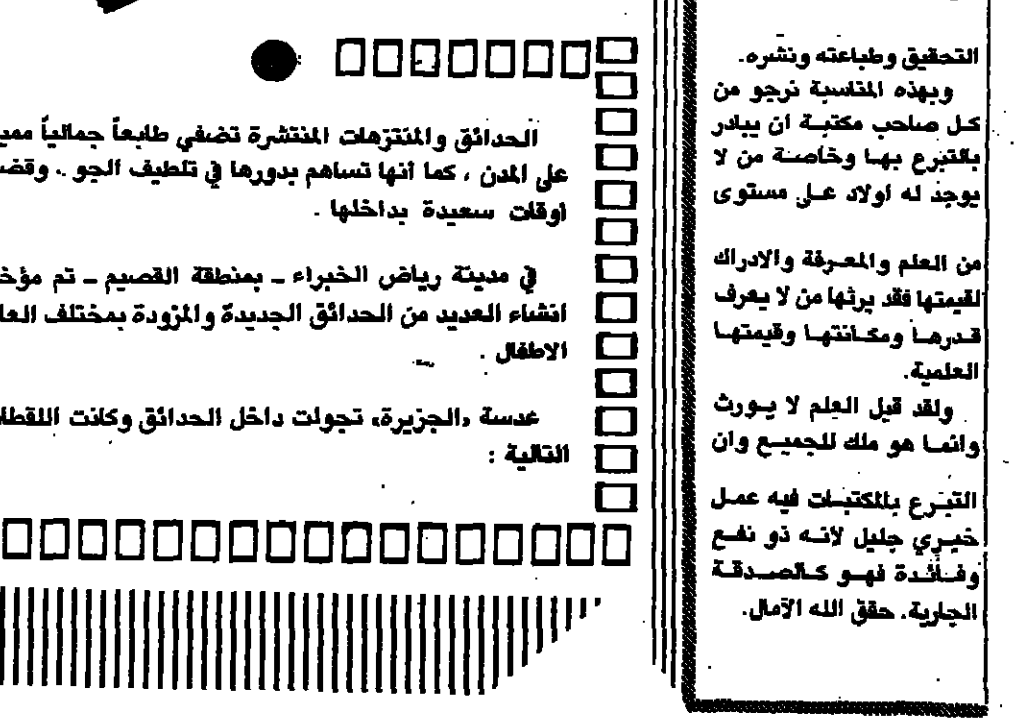 التحقيق وطباعته ونشره.
وبهذه المناسبة نرجو من
كل صاحب مكتبة ان يبادر
بالتبرع بها وخاصة من لا
يوجد له اولاد على مستوى
من العلم والمعرفة والادراك
لقيمتها فقد يرثها من لا يعرف
قدرها ومكانتها وقيمتها
العلمية.
ولقد قيل العلم لا يورث
وانما هو ملك للجميع وان
التبرع بالمكتبات فيه عمل
خيري جليل لانه ذو نفع
وفائدة فهو كالصدقة
الجارية. حقق الله الآمال.
الحدائق والمنتزهات المنتشرة تضفي طابعاً جمالياً
على المدن ، كما أنها تساهم بدورها في تلطيف الجو .
أوقات سعيدة بداخلها .
في مدينة رياض الخبراء ـ بمنطقة القصيم ـ تم
انشاء العديد من الحدائق الجديدة والمزودة بمختلف
الاطفال .
عدسة «الجزيرة» تجولت داخل الحدائق وكانت
التالية :